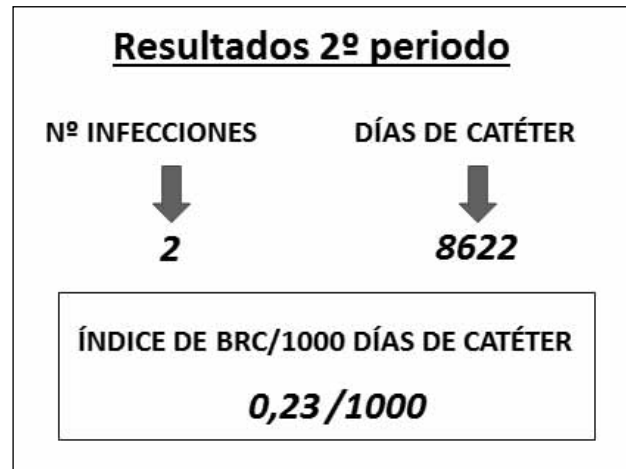 Resultados 2º periodo
Nº INFECCIONES DÍAS DE CATÉTER
2 8622
ÍNDICE DE BRC/1000 DÍAS DE CATÉTER
0,23 /1000